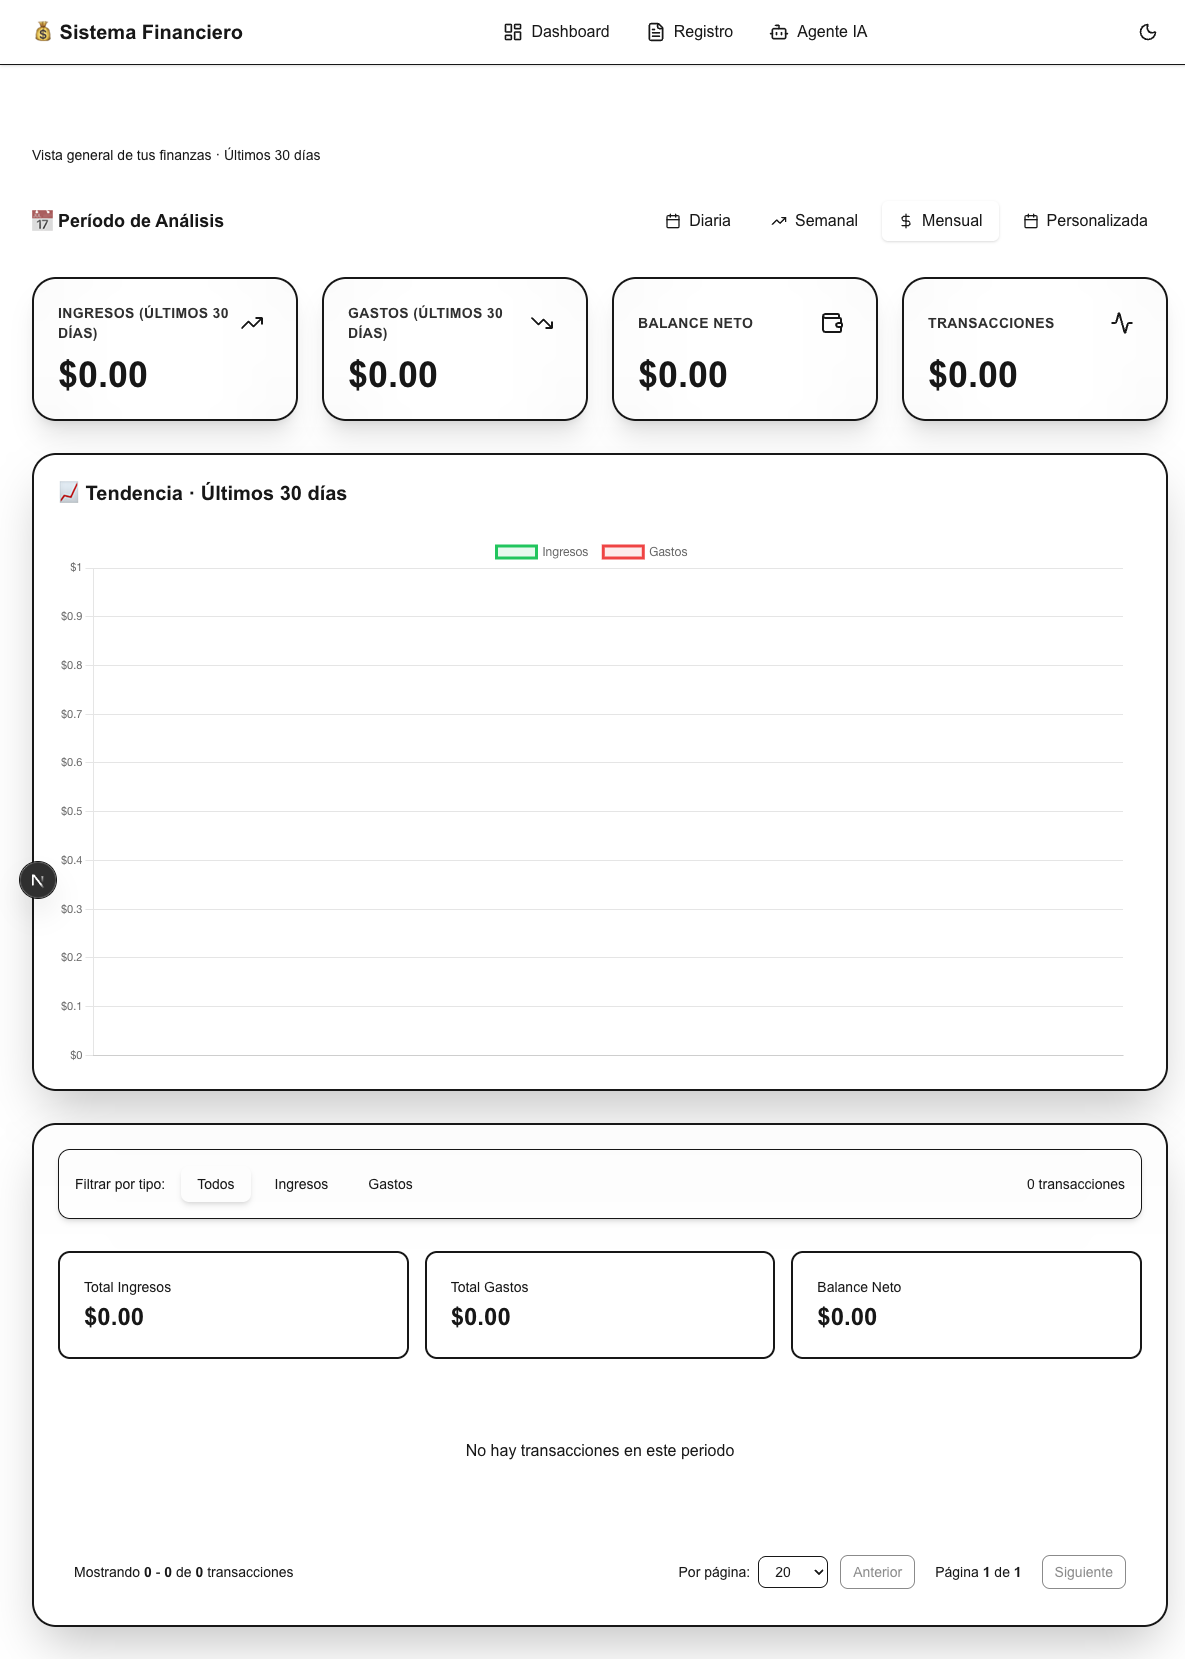 Sistema Financiero
Dashboard
Registro
Agente IA
Vista general de tus finanzas · Últimos 30 días
17 Período de Análisis
Diaria
Semanal
Mensual
Personalizada
INGRESOS (ÚLTIMOS 30
DÍAS)
$0.00
GASTOS (ÚLTIMOS 30
DÍAS)
$0.00
BALANCE NETO
$0.00
TRANSACCIONES
$0.00
Tendencia · Últimos 30 días
Ingresos
Gastos
$1
$0.9
$0.8
$0.7
$0.6
$0.5
$0.4
$0.3
$0.2
$0.1
$0
N
Filtrar por tipo:
Todos
Ingresos
Gastos
0 transacciones
Total Ingresos
$0.00
Total Gastos
$0.00
Balance Neto
$0.00
No hay transacciones en este periodo
Mostrando 0 - 0 de 0 transacciones
Por página:
20
Anterior
Página 1 de 1
Siguiente